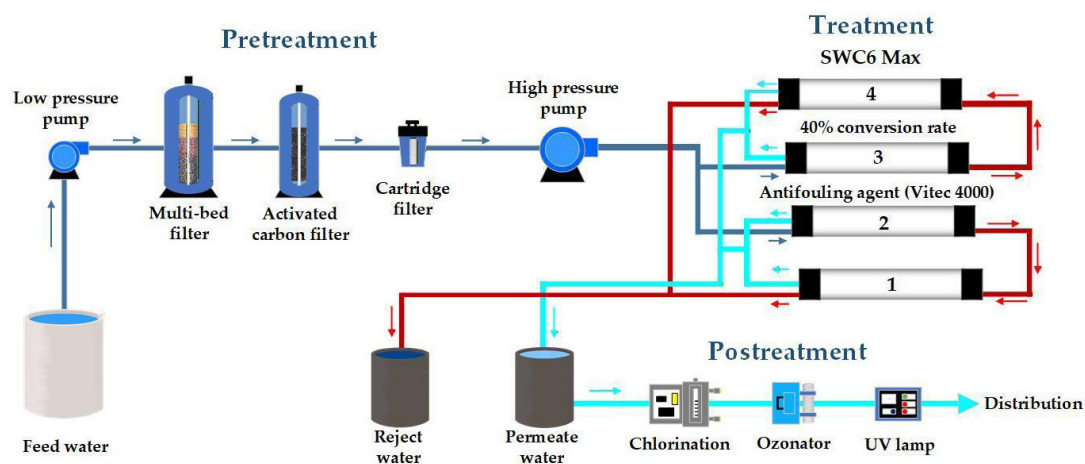 Pretreatment
Treatment
SWC6 Max
Low pressure
pump
High pressure
pump
4
40% conversion rate
3
Cartridge
filter
Multi-bed
filter
Activated
carbon filter
Antifouling agent (Vitec 4000)
2
1
Postreatment
Feed water
Reject
water
Permeate
water
Chlorination
Ozonator
UV lamp
Distribution